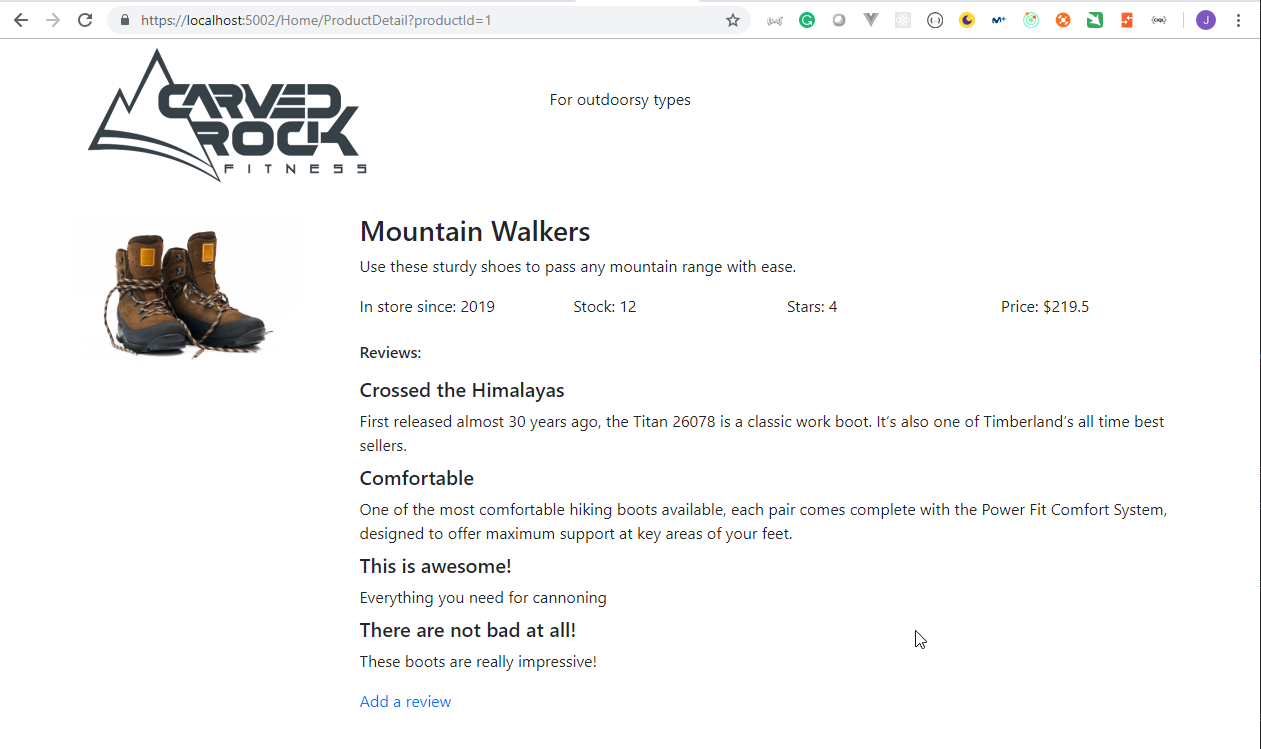 https://localhost:5002/Home/ProductDetail?productId=1
J
CARVED
ROCK
FITNESS
For outdoorsy types
Mountain Walkers
Use these sturdy shoes to pass any mountain range with ease.
In store since: 2019 Stock: 12 Stars: 4 Price: $219.5
Reviews:
Crossed the Himalayas
First released almost 30 years ago, the Titan 26078 is a classic work boot. It’s also one of Timberland’s all time best
sellers.
Comfortable
One of the most comfortable hiking boots available, each pair comes complete with the Power Fit Comfort System,
designed to offer maximum support at key areas of your feet.
This is awesome!
Everything you need for cannoning
There are not bad at all!
These boots are really impressive!
Add a review